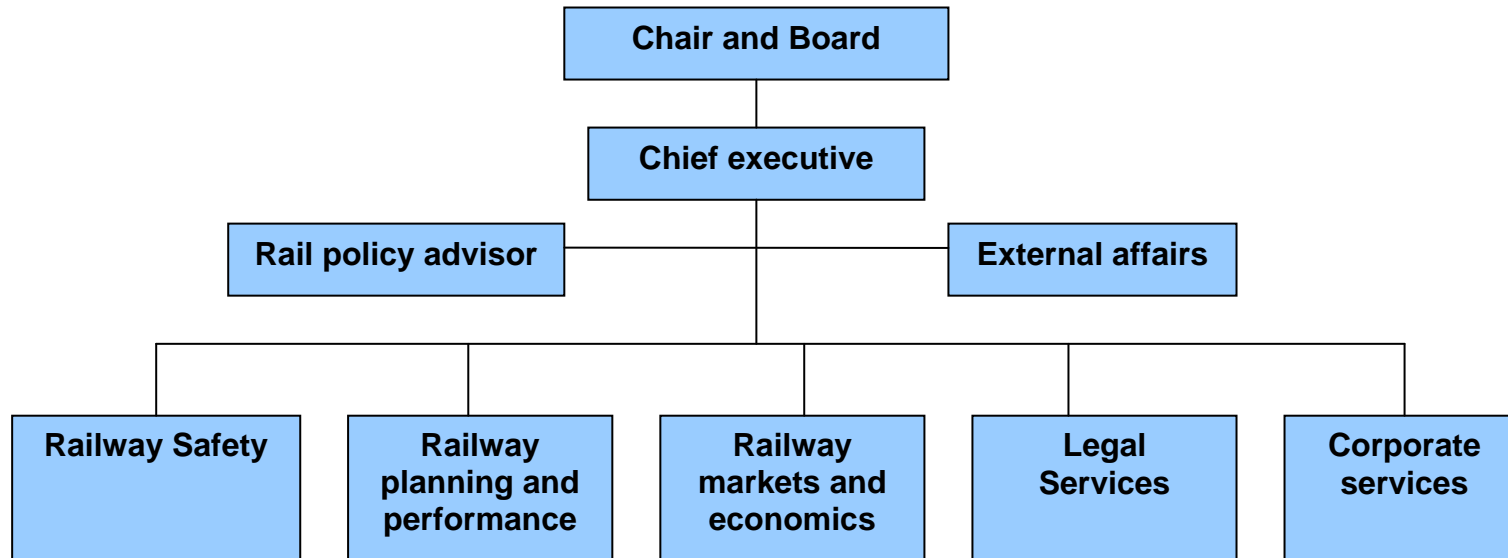 Chair and Board
Chief executive
Rail policy advisor
External affairs
Railway Safety
Railway
planning and
performance
Railway
markets and
economics
Legal
Services
Corporate
services